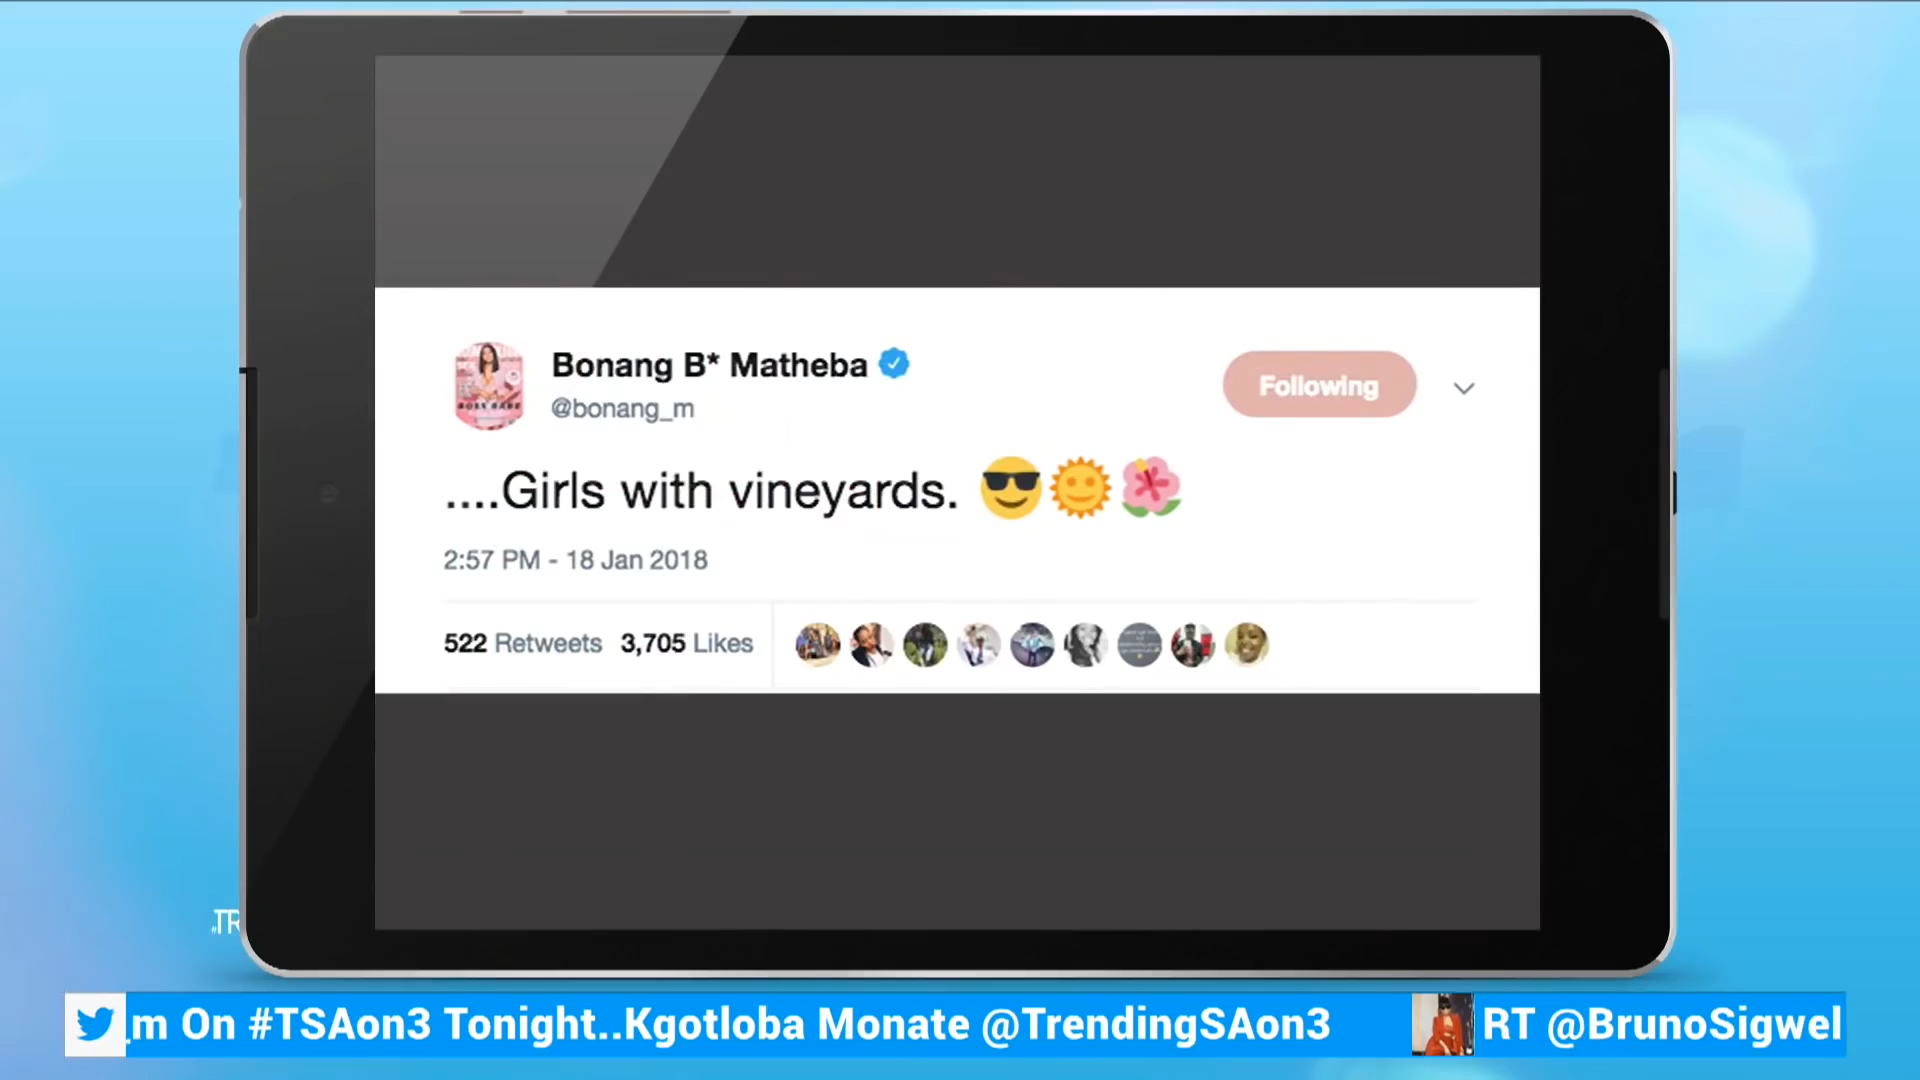 Bonang B* Matheba
@bonang_m
Following
....Girls with vineyards. 😎🌞🌺
2:57 PM - 18 Jan 2018
522 Retweets 3,705 Likes
_m On #TSAon3 Tonight..Kgotloba Monate @TrendingSAon3
RT @BrunoSigwel